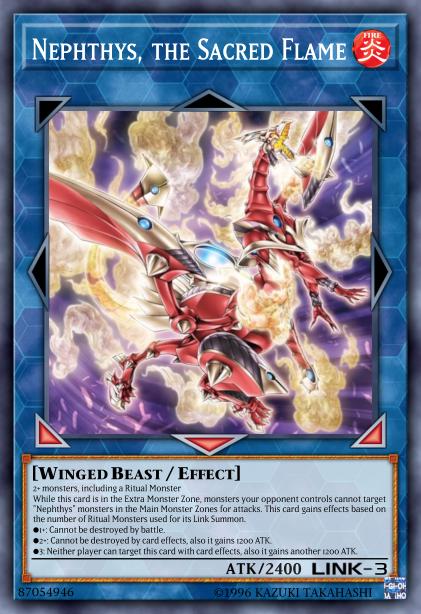 NEPHTHYS, THE SACRED FLAME
FIRE
炎
[WINGED BEAST / EFFECT]
2+ monsters, including a Ritual Monster
While this card is in the Extra Monster Zone, monsters your opponent controls cannot target
"Nephthys" monsters in the Main Monster Zones for attacks. This card gains effects based on
the number of Ritual Monsters used for its Link Summon.
●1+: Cannot be destroyed by battle.
●2+: Cannot be destroyed by card effects, also it gains 1200 ATK.
●3: Neither player can target this card with card effects, also it gains another 1200 ATK.
ATK/2400 LINK-3
87054946 ©1996 KAZUKI TAKAHASHI